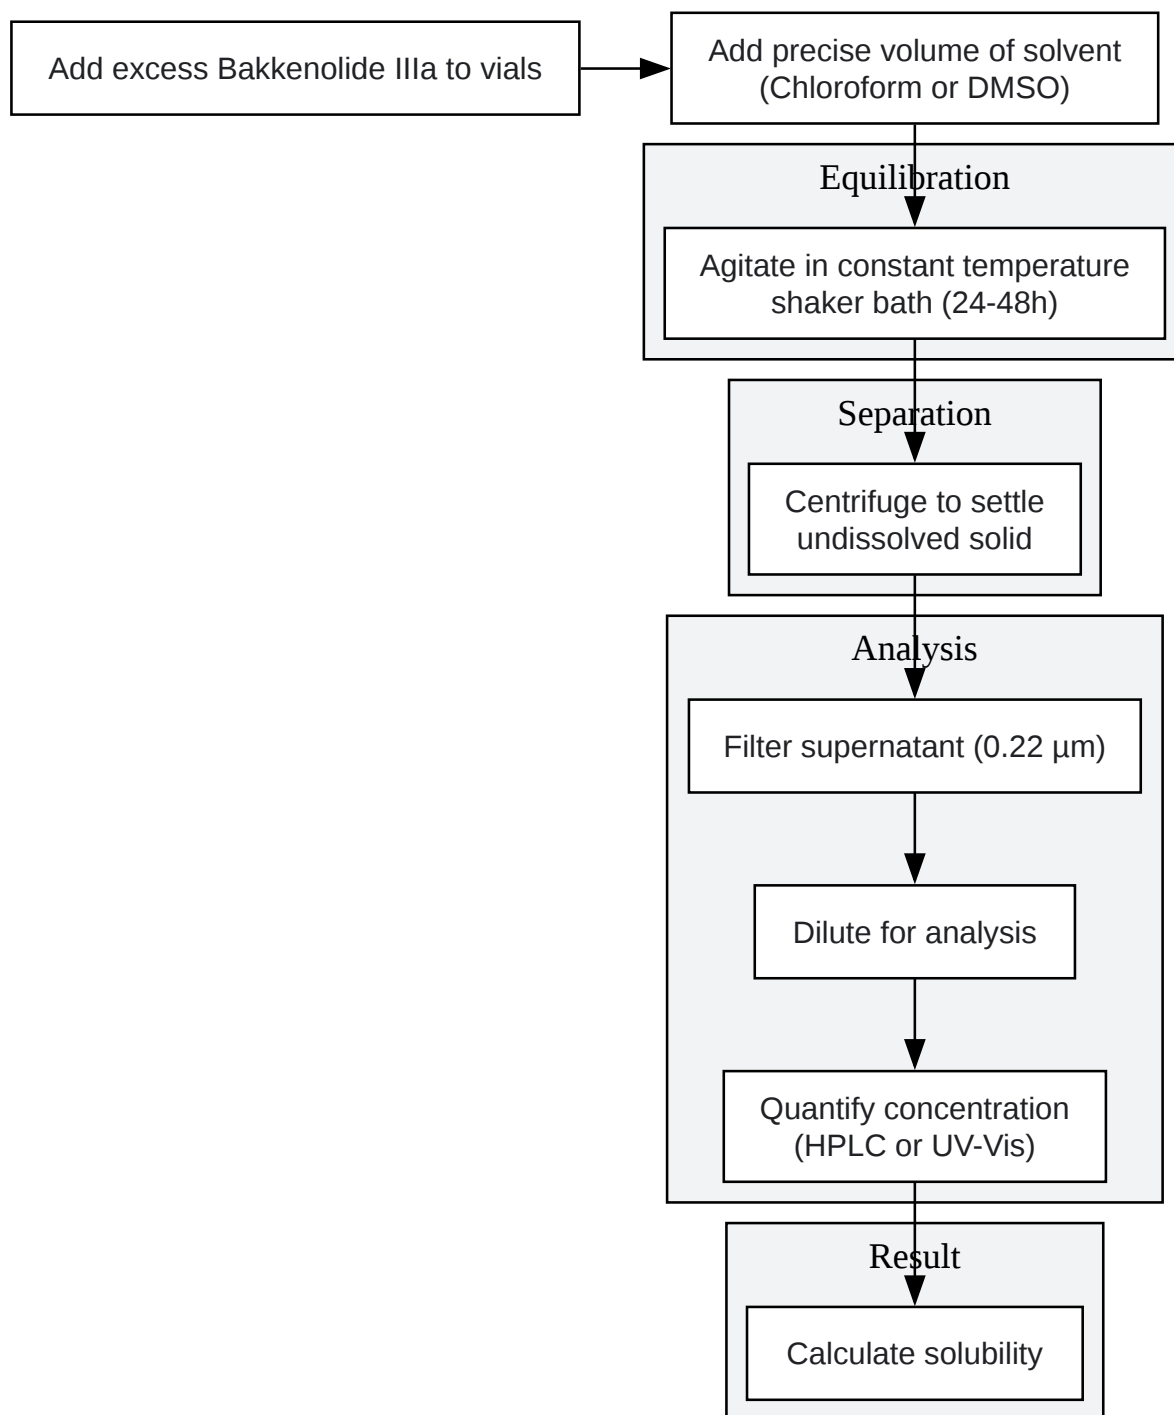 Add excess Bakkenolide IIIa to vials
Add precise volume of solvent
(Chloroform or DMSO)
Equilibration
Agitate in constant temperature
shaker bath (24-48h)
Separation
Centrifuge to settle
undissolved solid
Analysis
Filter supernatant (0.22 µm)
Dilute for analysis
Quantify concentration
(HPLC or UV-Vis)
Result
Calculate solubility